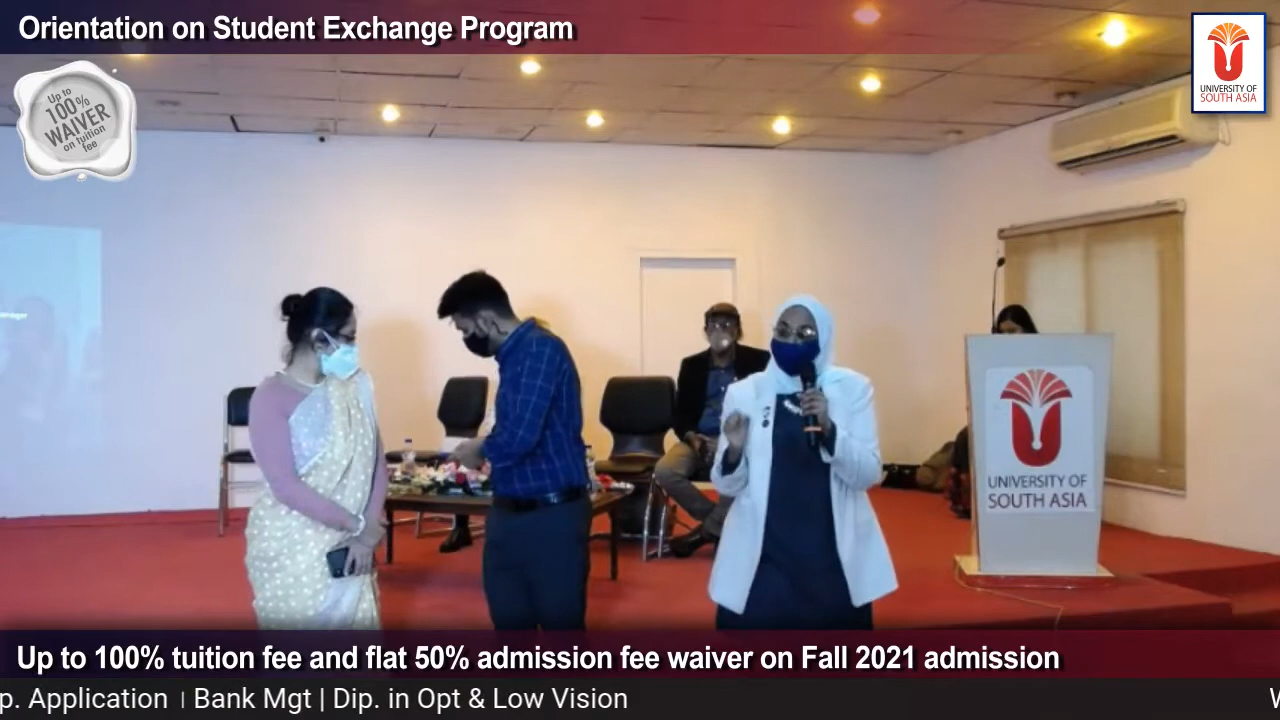 Orientation on Student Exchange Program
UNIVERSITY OF
SOUTH ASIA
Up to
100%
WAIVER
on tuition
fee
UNIVERSITY OF
SOUTH ASIA
Up to 100% tuition fee and flat 50% admission fee waiver on Fall 2021 admission
p. Application | Bank Mgt | Dip. in Opt & Low Vision